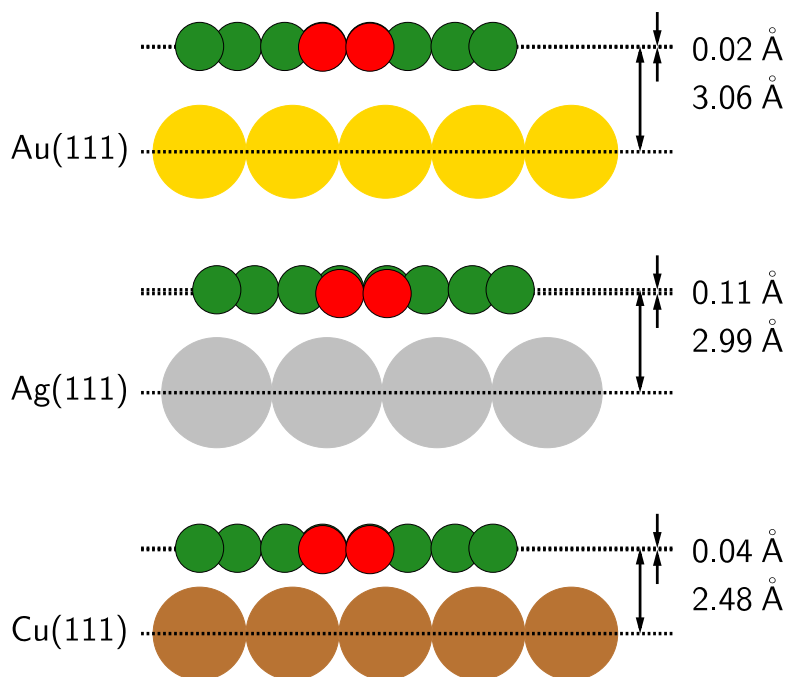 0.02 Å
3.06 Å
Au(111)
0.11 Å
2.99 Å
Ag(111)
0.04 Å
2.48 Å
Cu(111)